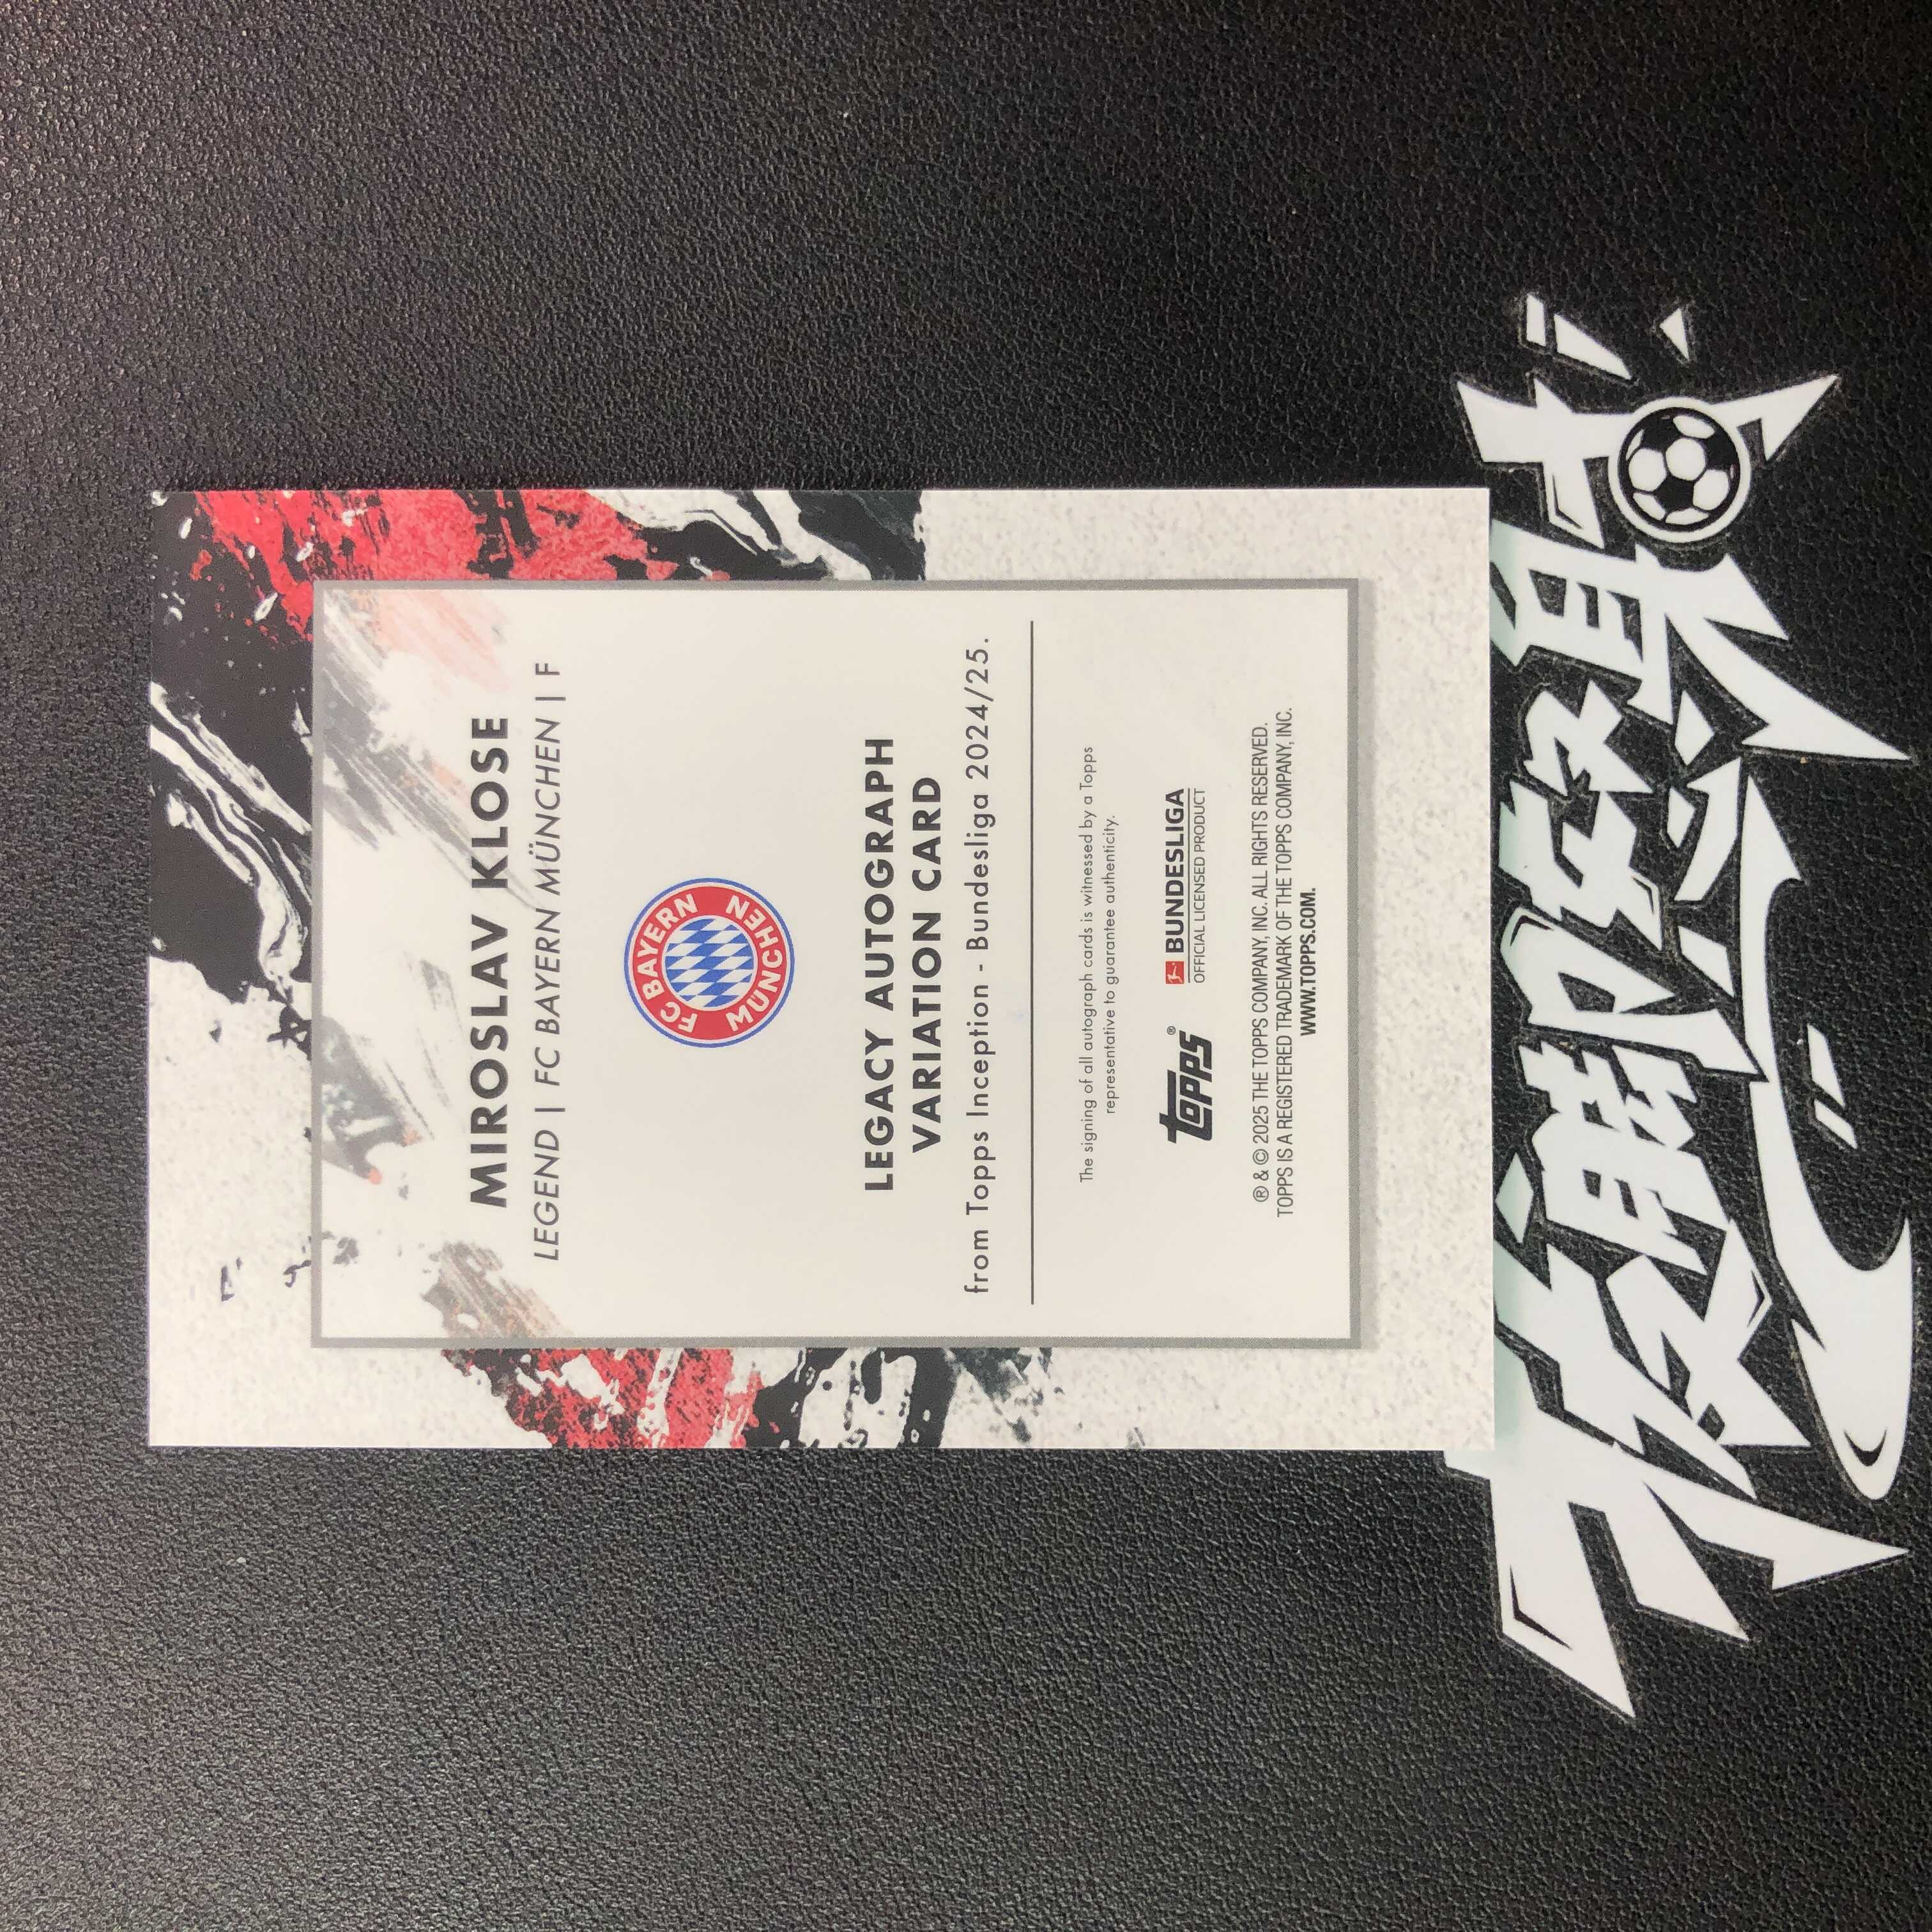 MIROSLAV KLOSE
LEGEND | FC BAYERN MÜNCHEN | F
FC BAYERN
MÜNCHEN
LEGACY AUTOGRAPH
VARIATION CARD
from Topps Inception - Bundesliga 2024/25.
The signing of all autograph cards is witnessed by a Topps
representative to guarantee authenticity.
topps®
BUNDESLIGA
OFFICIAL LICENSED PRODUCT
® & © 2025 THE TOPPS COMPANY, INC. ALL RIGHTS RESERVED.
TOPPS IS A REGISTERED TRADEMARK OF THE TOPPS COMPANY, INC.
WWW.TOPPS.COM.